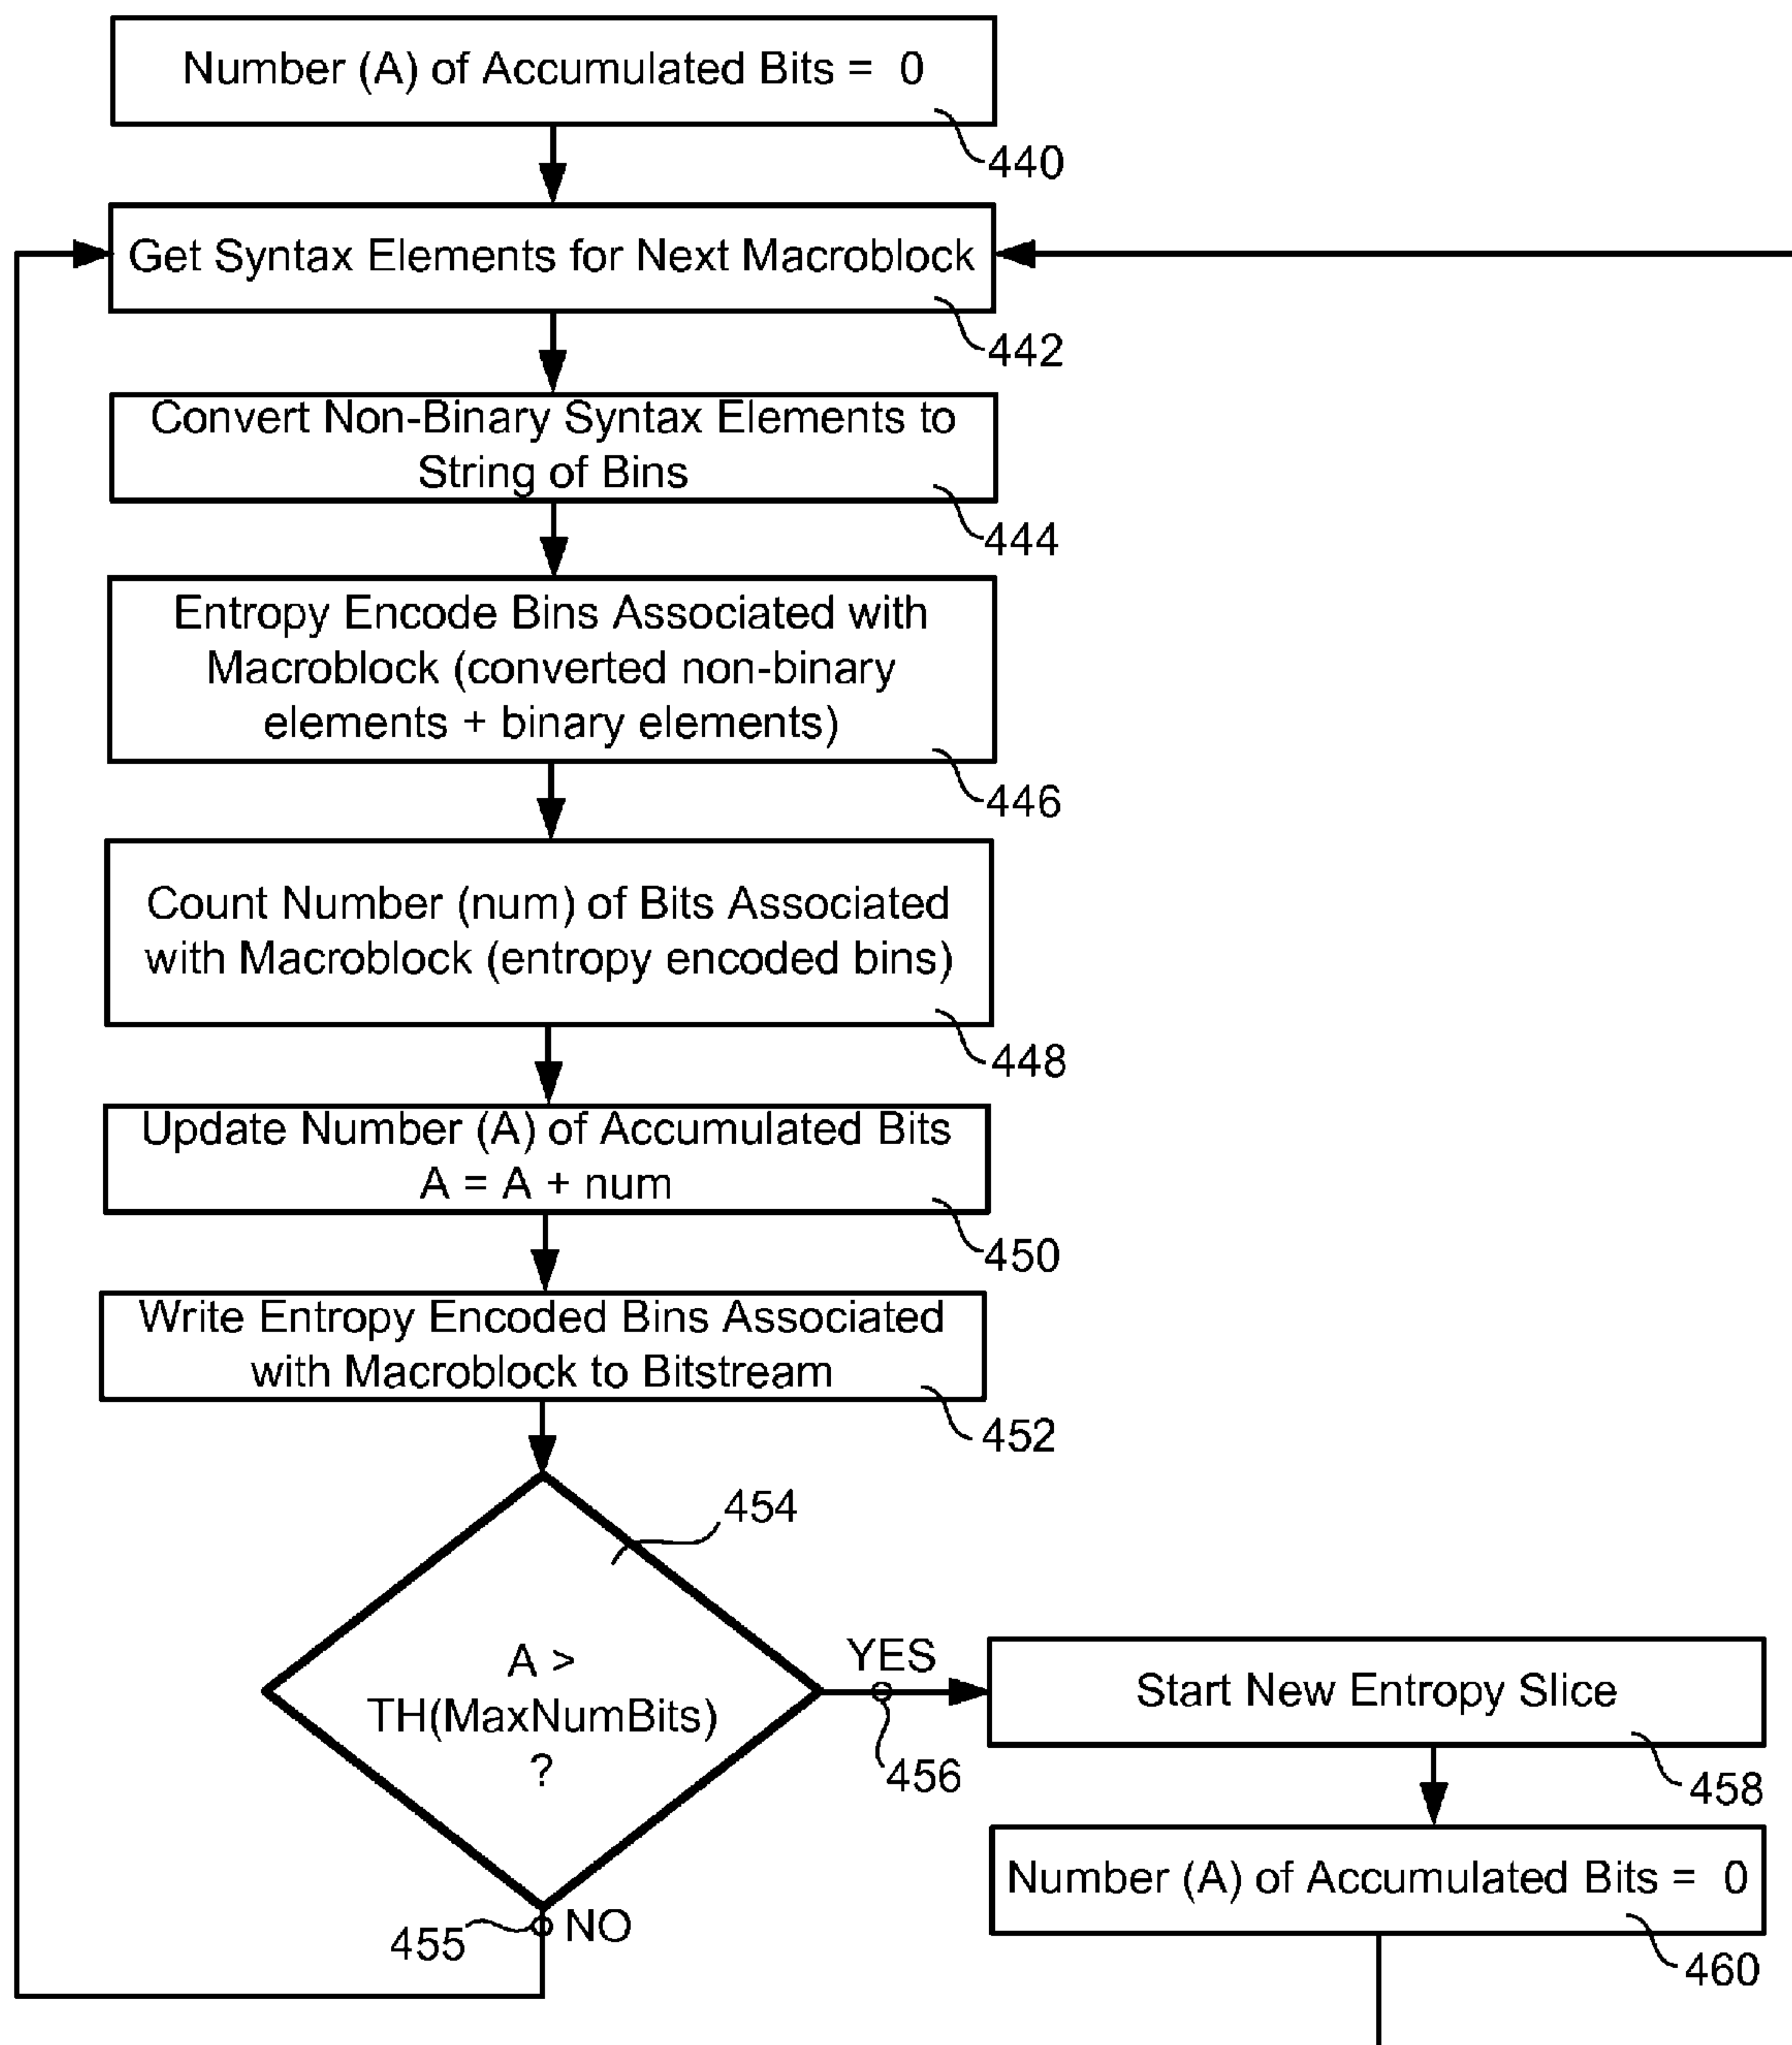 Number (A) of Accumulated Bits = 0
440
Get Syntax Elements for Next Macroblock
442
Convert Non-Binary Syntax Elements to
String of Bins
444
Entropy Encode Bins Associated with
Macroblock (converted non-binary
elements + binary elements)
446
Count Number (num) of Bits Associated
with Macroblock (entropy encoded bins)
448
Update Number (A) of Accumulated Bits
A = A + num
450
Write Entropy Encoded Bins Associated
with Macroblock to Bitstream
452
454
A >
TH(MaxNumBits)
?
YES
456
Start New Entropy Slice
458
Number (A) of Accumulated Bits = 0
460
455
NO